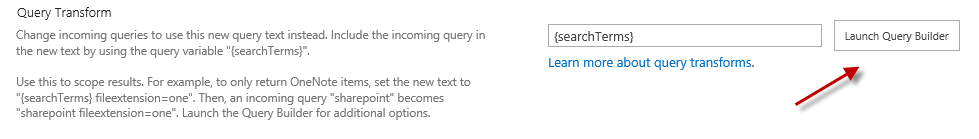 Query Transform
Change incoming queries to use this new query text instead. Include the incoming query in
the new text by using the query variable "{searchTerms}".
Use this to scope results. For example, to only return OneNote items, set the new text to
"{searchTerms} fileextension=one". Then, an incoming query "sharepoint" becomes
"sharepoint fileextension=one". Launch the Query Builder for additional options.
{searchTerms}
Launch Query Builder
Learn more about query transforms.